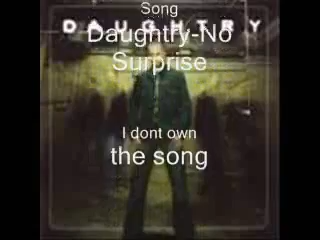 Song
DAUGHTRY
Daughtry-No
Surprise
I dont own
the song